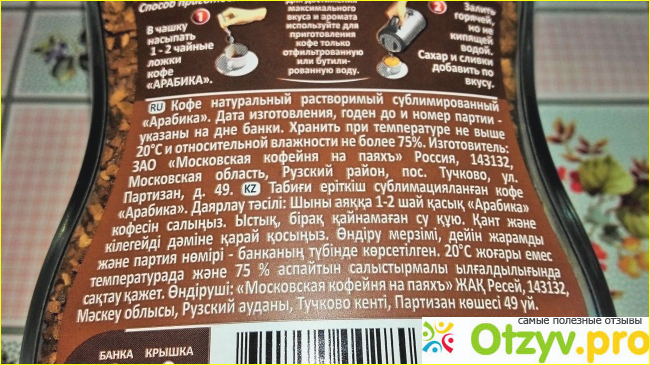 Способ
1
В чашку
насыпать
1 - 2 чайные
ложки
кофе
«АРАБИКА».
максимального
вкуса и аромата
используйте для
приготовления
кофе только
отфильтрованную
или бутили-
рованную воду.
2
Залить
горячей,
но не
кипящей
водой.
Сахар и сливки
добавить по
вкусу.
RU Кофе натуральный растворимый сублимированный
«Арабика». Дата изготовления, годен до и номер партии -
указаны на дне банки. Хранить при температуре не выше
20°С и относительной влажности не более 75%. Изготовитель:
ЗАО «Московская кофейня на паяхъ» Россия, 143132,
Московская область, Рузский район, пос. Тучково, ул.
Партизан, д. 49. KZ Табиғи еріткіш сублимацияланған кофе
«Арабика». Даярлау тәсілі: Шыны аяққа 1-2 шай қасық «Арабика»
кофесін салыңыз. Ыстық, бірақ қайнамаған су құю. Қант және
кілегейді дәміне қарай қосыңыз. Өндіру мерзімі, дейін жарамды
және партия нөмірі - банканың түбінде көрсетілген. 20°С жоғары емес
температурада және 75 % аспайтын салыстырмалы ылғалдылығында
сақтау қажет. Өндіруші: «Московская кофейня на паяхъ» ЖАҚ Ресей, 143132,
Мәскеу облысы, Рузский ауданы, Тучково кенті, Партизан көшесі 49 үй.
БАНКА КРЫШКА
самые полезные отзывы
Otzyv.pro